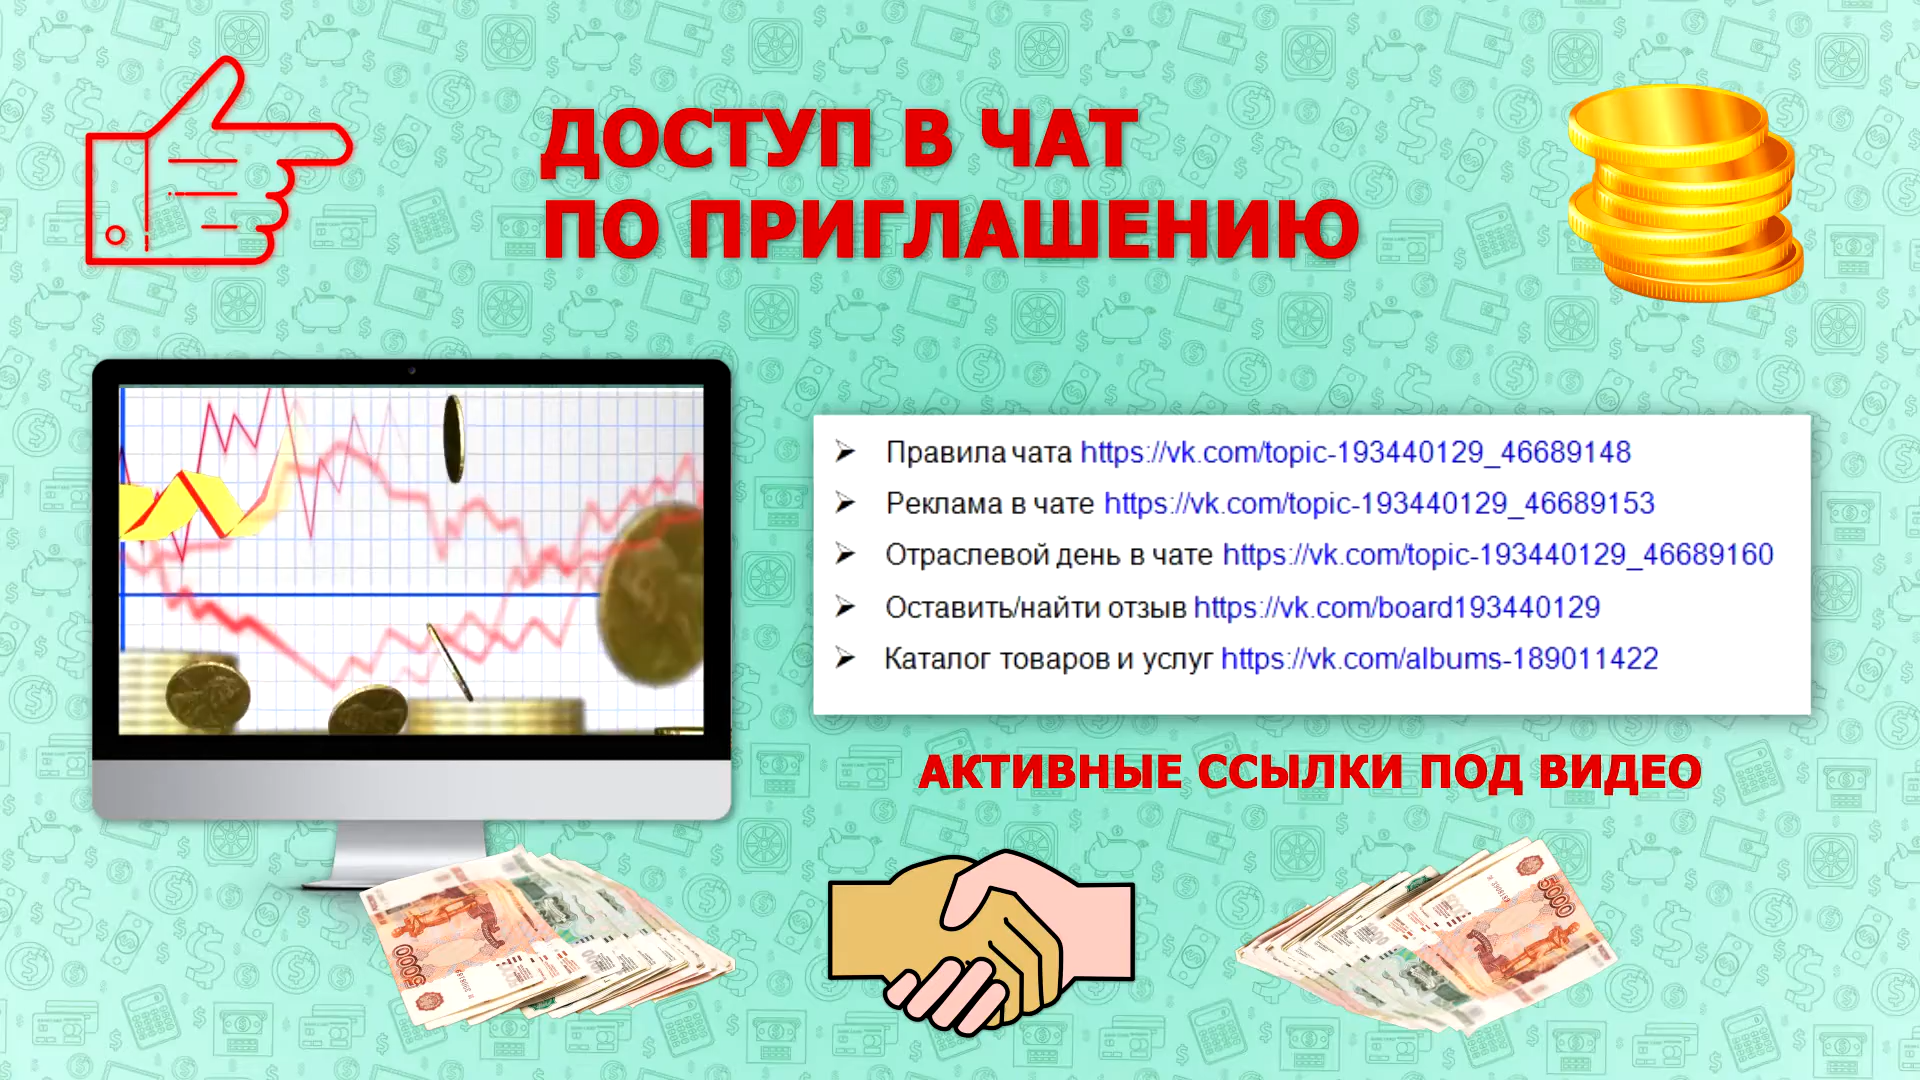 ДОСТУП В ЧАТ
ПО ПРИГЛАШЕНИЮ
Правила чата https://vk.com/topic-193440129_46689148
Реклама в чате https://vk.com/topic-193440129_46689153
Отраслевой день в чате https://vk.com/topic-193440129_46689160
Оставить/найти отзыв https://vk.com/board193440129
Каталог товаров и услуг https://vk.com/albums-189011422
АКТИВНЫЕ ССЫЛКИ ПОД ВИДЕО
5000
5000